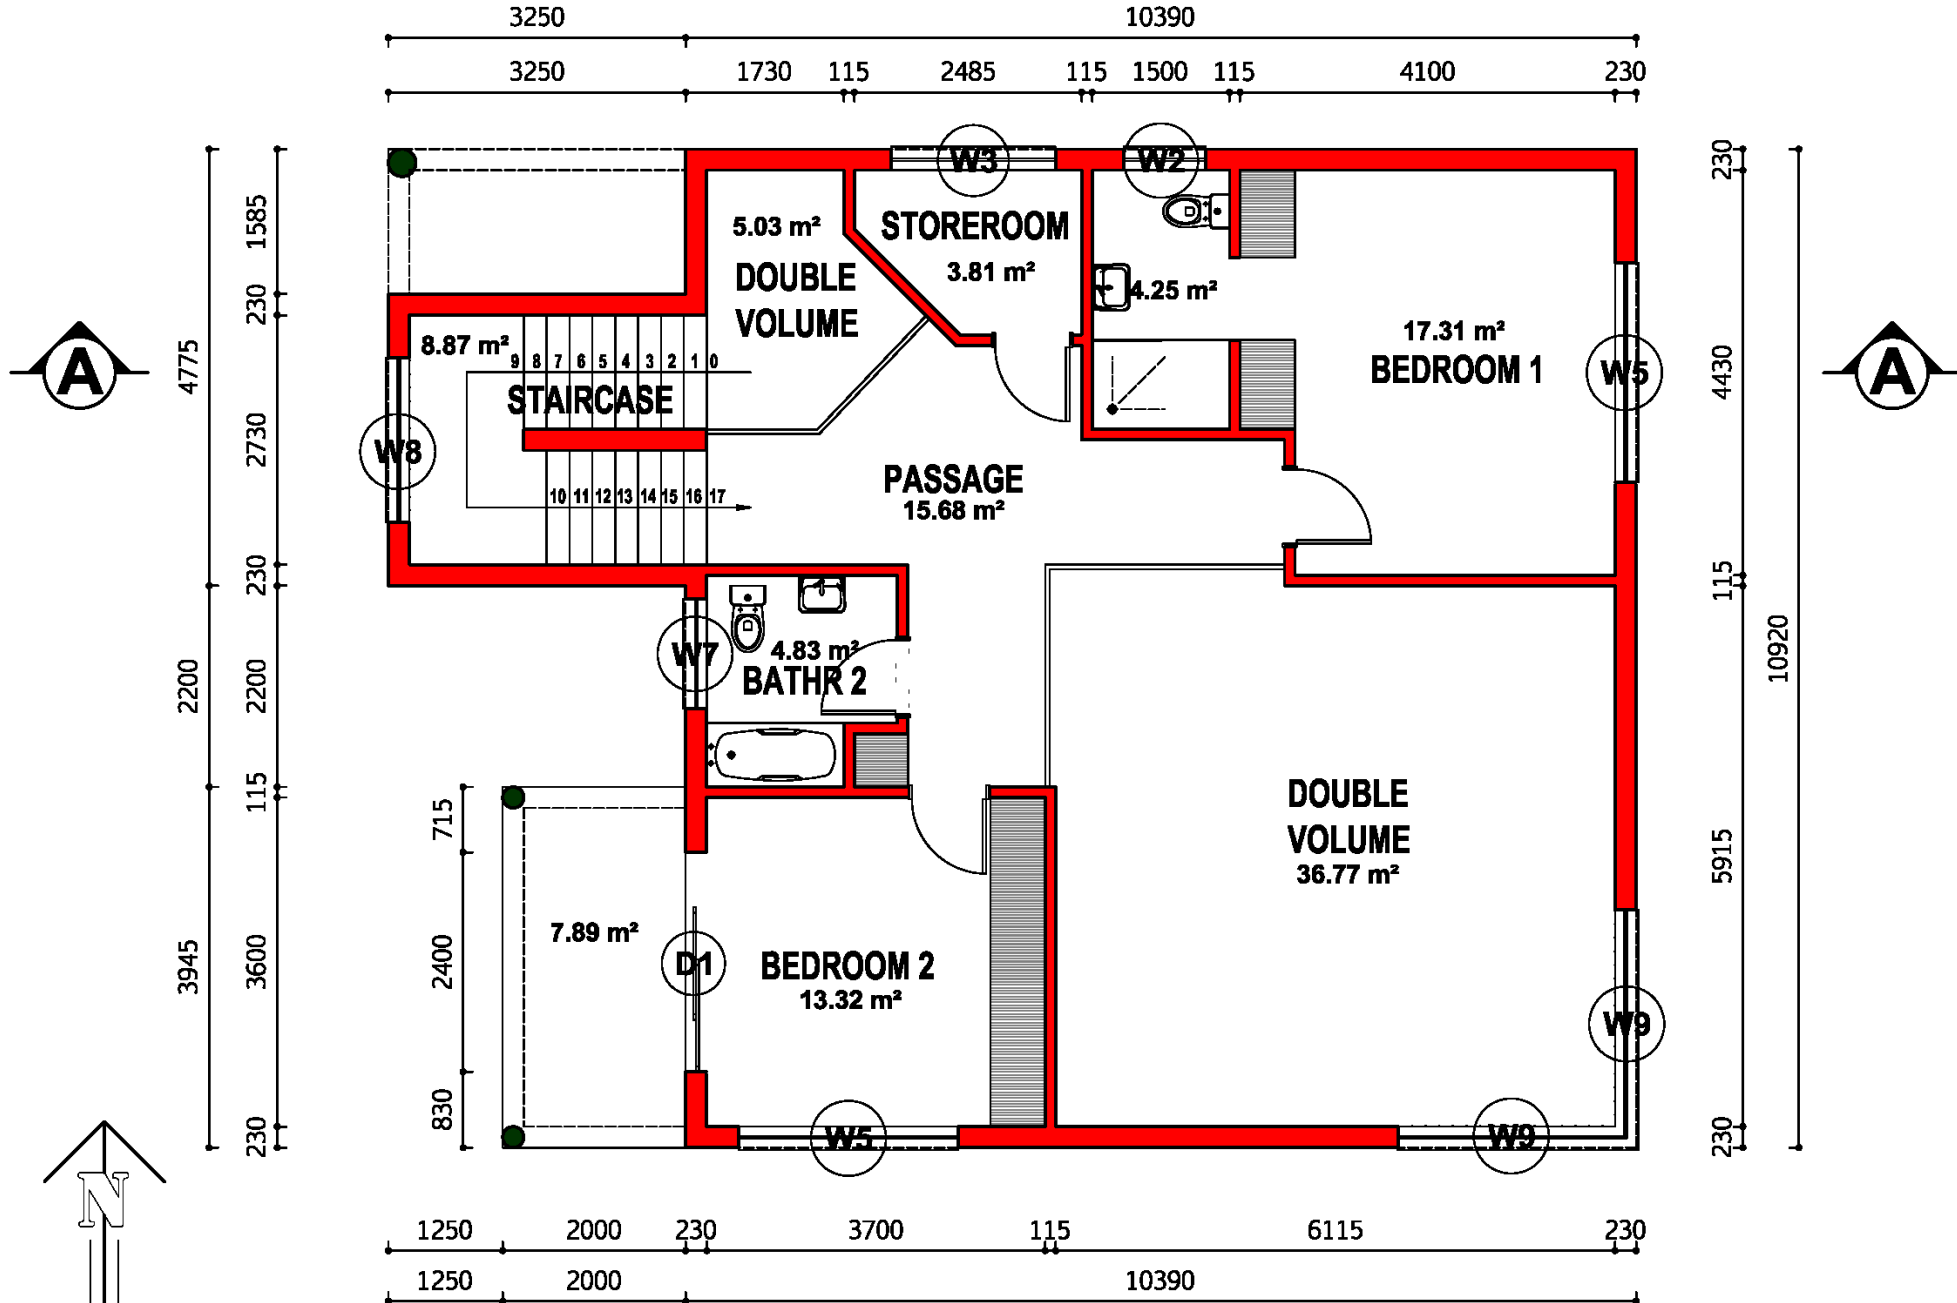 3250 10390
3250 1730 115 2485 115 1500 115 4100 230
W3 W2
230
1585
5.03 m²
STOREROOM
DOUBLE
VOLUME
3.81 m²
4.25 m²
230
17.31 m²
BEDROOM 1
W5
8.87 m²
9 8 7 6 5 4 3 2 1 0
STAIRCASE
A
A
4775
4430
2730
W8
PASSAGE
15.68 m²
10 11 12 13 14 15 16 17
230
115
W7
4.83 m²
BATHR 2
2200
2200
10920
115
715
DOUBLE
VOLUME
36.77 m²
5915
7.89 m²
D1
BEDROOM 2
13.32 m²
3945
3600
2400
W9
830
230
W5
W9
230
N
1250 2000 230 3700 115 6115 230
1250 2000 10390